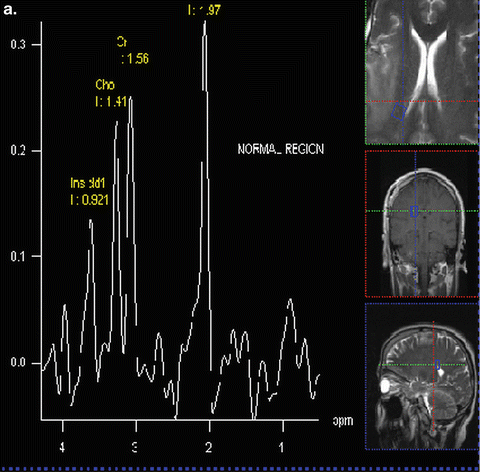 a.
I : 1.97
Cr
: 1.56
Cho
I : 1.41
Ins dd1
I : 0.921
NORMAL REGION
0.3
0.2
0.1
0.0
4
3
2
1
ppm